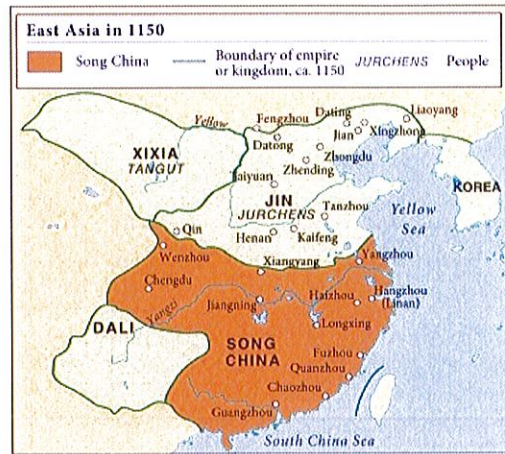 East Asia in 1150
Song China
Boundary of empire
or kingdom, ca. 1150
JURCHENS People
Yellow
Fengzhou
Dating
Liaoyang
Datong
Jian
Xingzhong
XIXIA
TANGUT
Zhongdu
Zhending
Taiyuan
KOREA
JIN
JURCHENS
Tanzhou
Yellow
Sea
Qin
Henan
Kaifeng
Wenzhou
Xiangyang
Yangzhou
Chengdu
Jiangning
Haizhou
Hangzhou
(Linan)
Yangzi
Longxing
DALI
SONG
CHINA
Fuzhou
Quanzhou
Chaozhou
Guangzhou
South China Sea